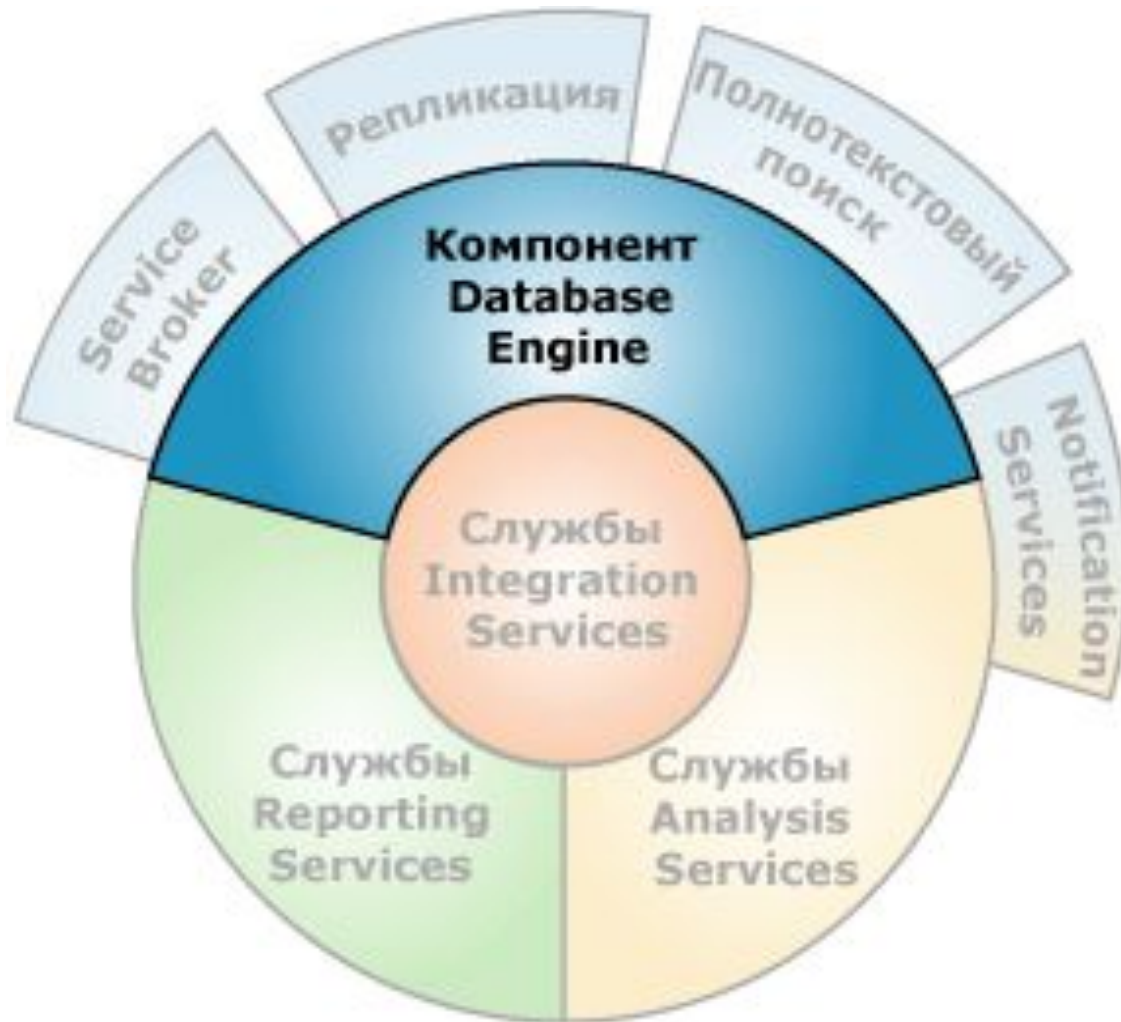 Репликация
Полнотекстовый
поиск
Service
Broker
Компонент
Database
Engine
Notification
Services
Службы
Integration
Services
Службы
Reporting
Services
Службы
Analysis
Services